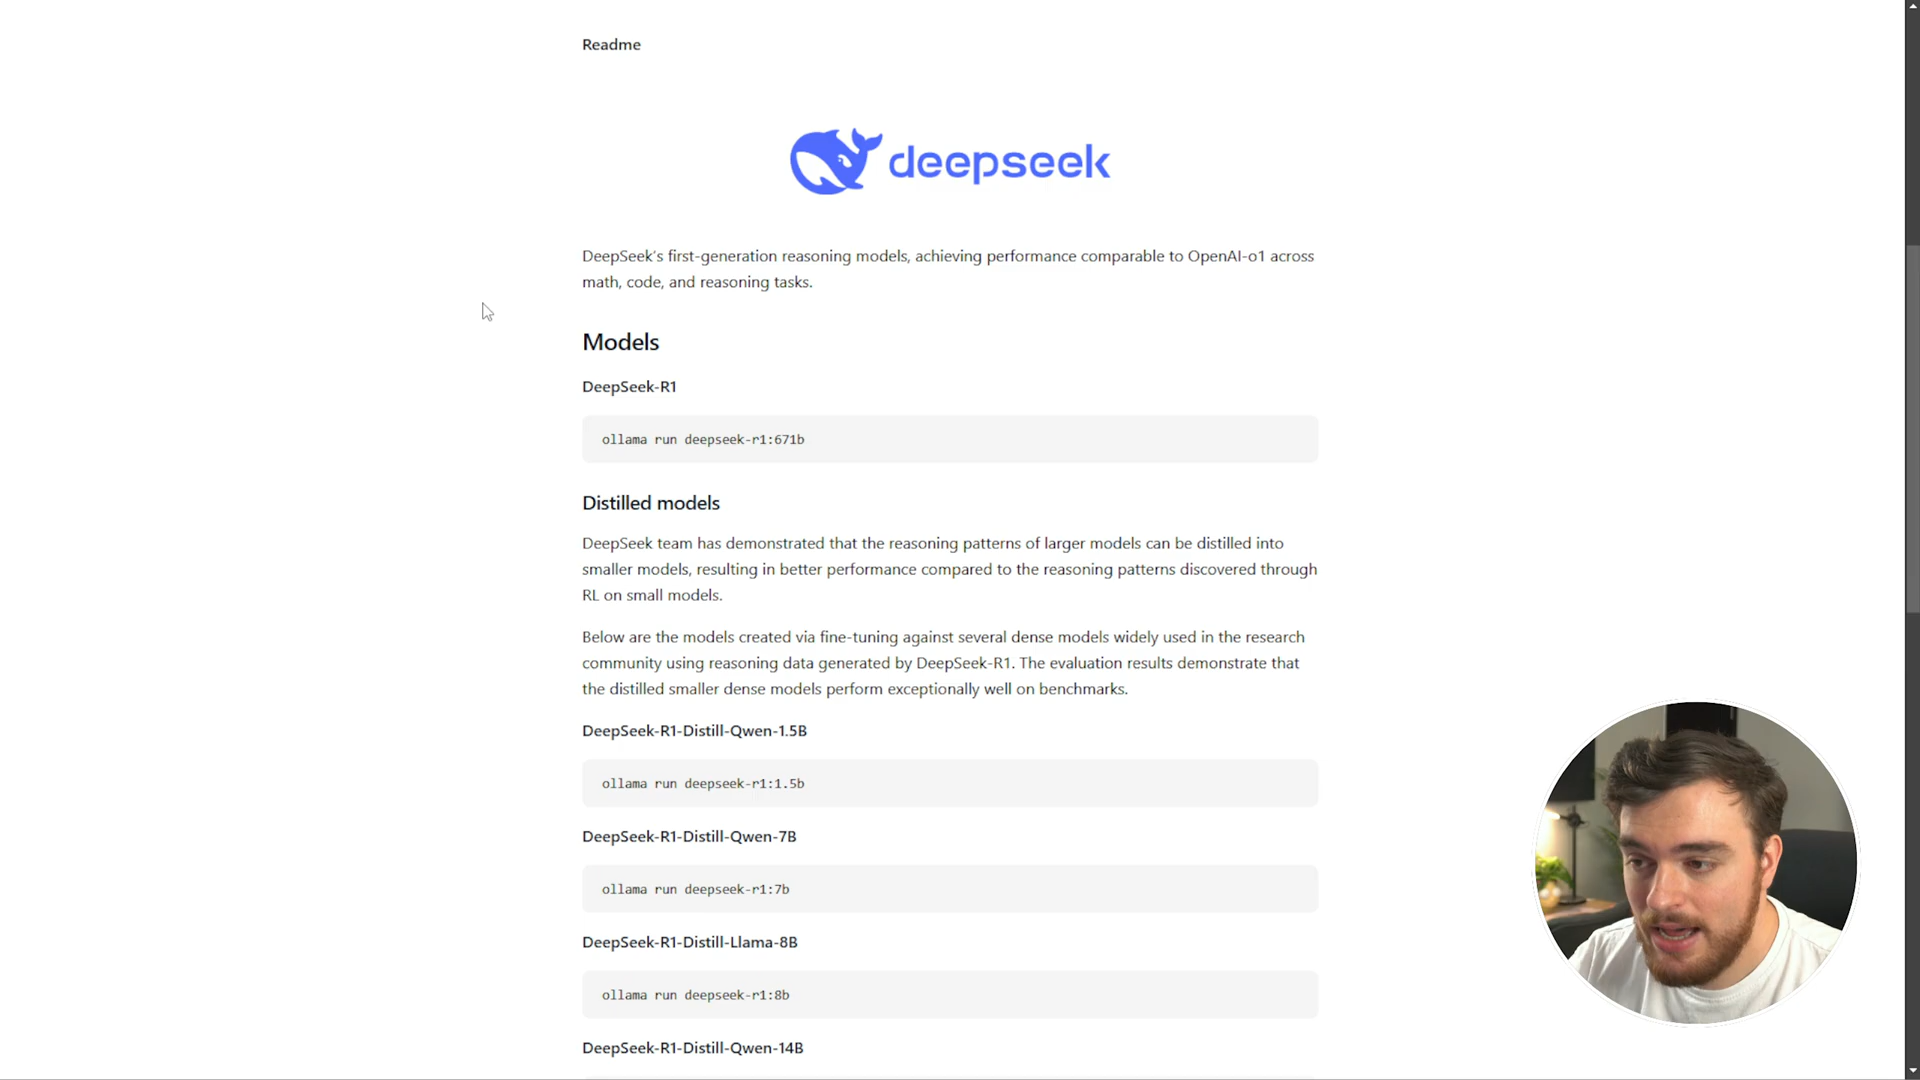 Readme
deepseek
DeepSeek's first-generation reasoning models, achieving performance comparable to OpenAI-o1 across
math, code, and reasoning tasks.
Models
DeepSeek-R1
ollama run deepseek-r1:671b
Distilled models
DeepSeek team has demonstrated that the reasoning patterns of larger models can be distilled into
smaller models, resulting in better performance compared to the reasoning patterns discovered through
RL on small models.
Below are the models created via fine-tuning against several dense models widely used in the research
community using reasoning data generated by DeepSeek-R1. The evaluation results demonstrate that
the distilled smaller dense models perform exceptionally well on benchmarks.
DeepSeek-R1-Distill-Qwen-1.5B
ollama run deepseek-r1:1.5b
DeepSeek-R1-Distill-Qwen-7B
ollama run deepseek-r1:7b
DeepSeek-R1-Distill-Llama-8B
ollama run deepseek-r1:8b
DeepSeek-R1-Distill-Qwen-14B